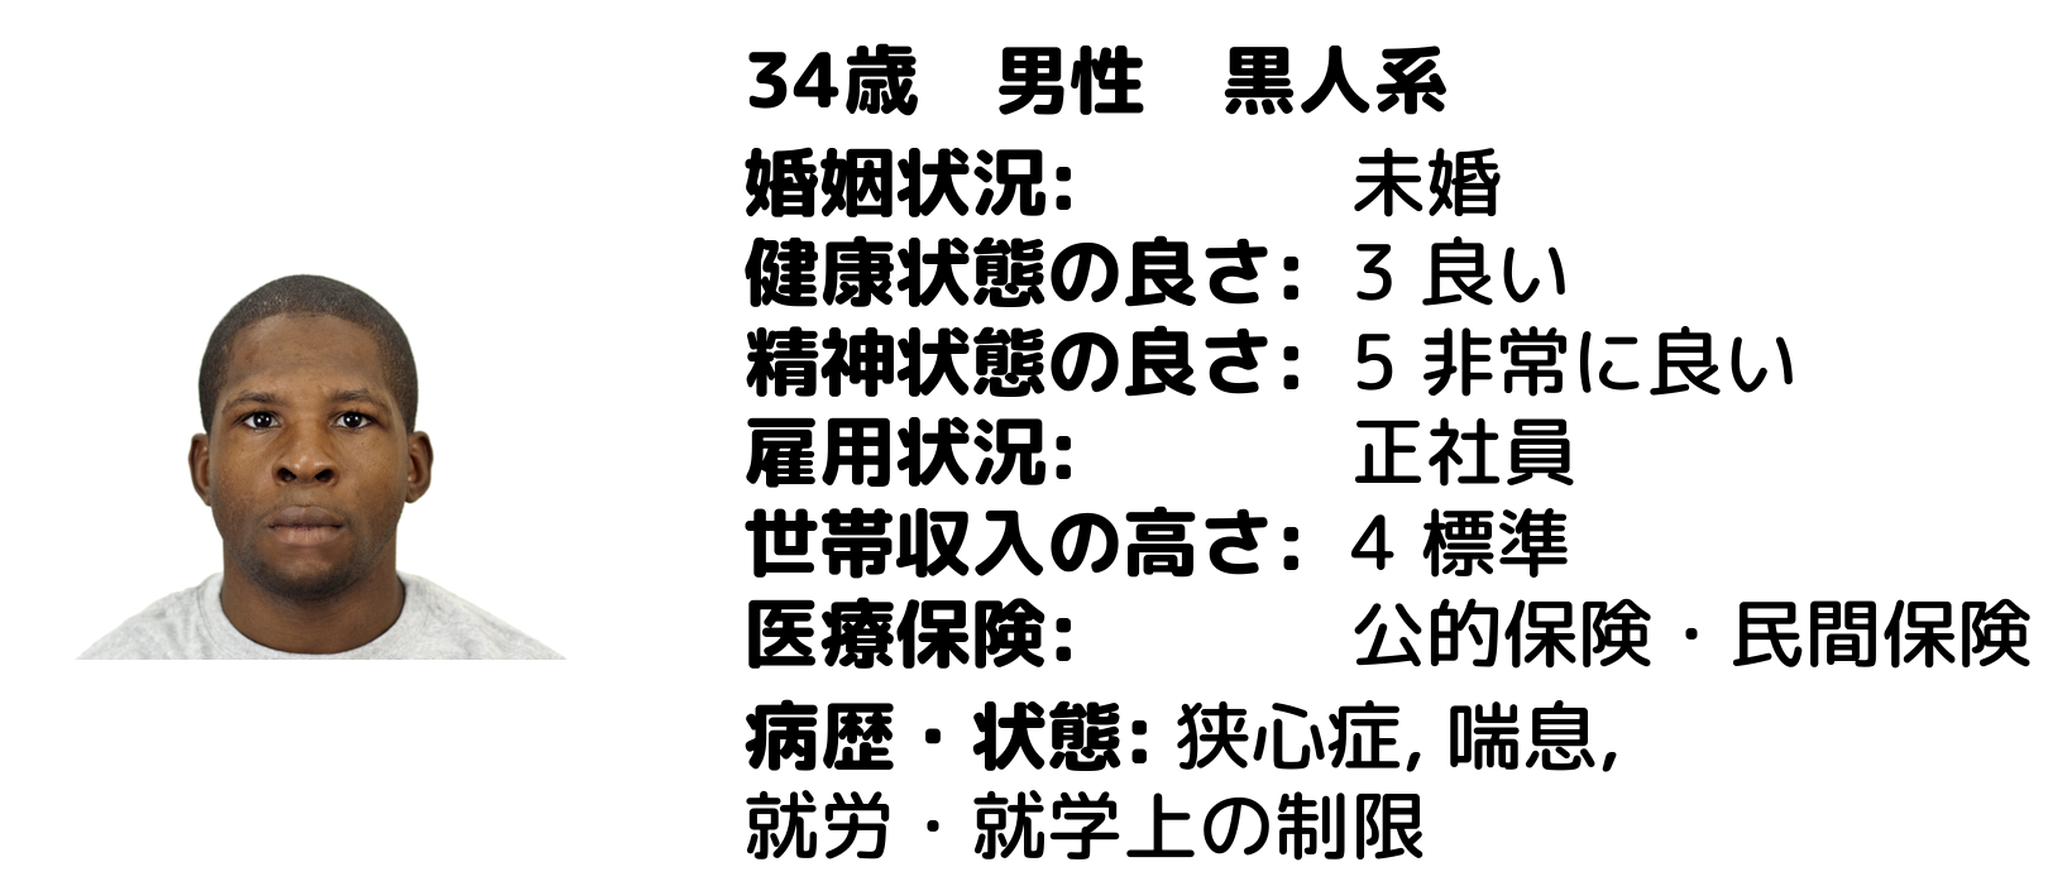 34歳　男性　黒人系
婚姻状況: 未婚
健康状態の良さ: 3 良い
精神状態の良さ: 5 非常に良い
雇用状況: 正社員
世帯収入の高さ: 4 標準
医療保険: 公的保険・民間保険
病歴・状態: 狭心症, 喘息,
就労・就学上の制限